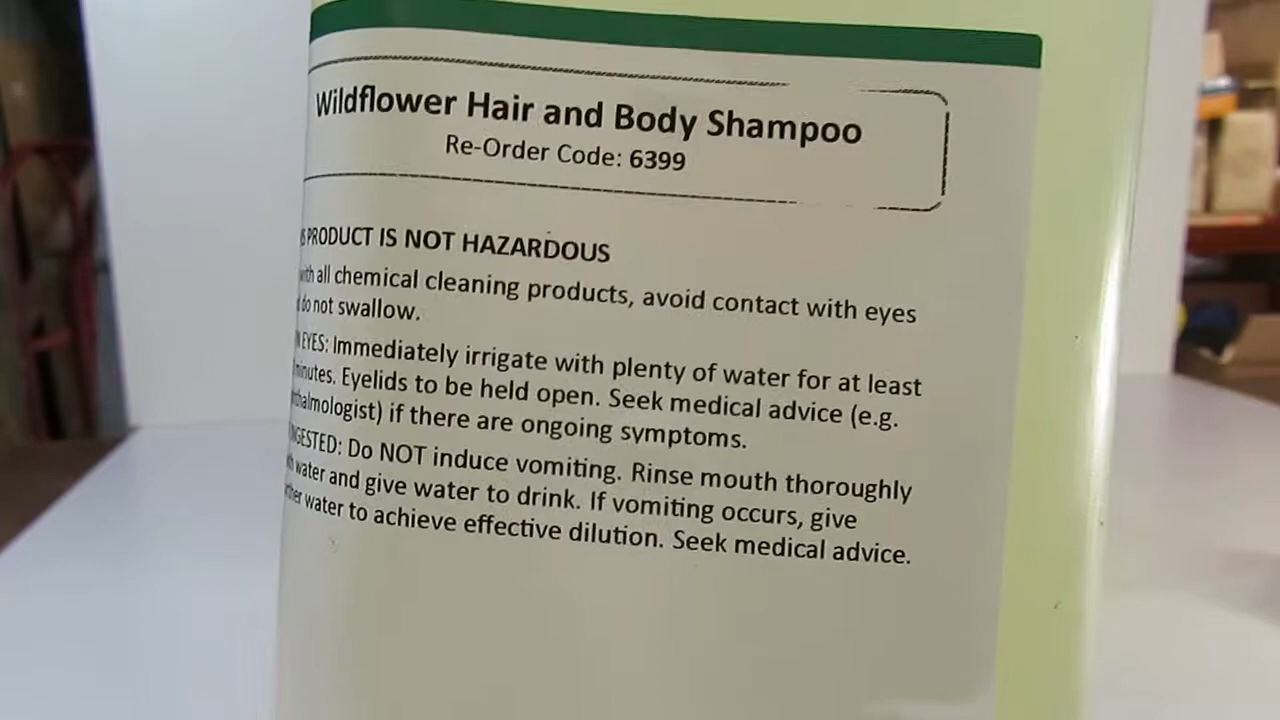 Wildflower Hair and Body Shampoo
Re-Order Code: 6399
PRODUCT IS NOT HAZARDOUS
with all chemical cleaning products, avoid contact with eyes
do not swallow.
EYES: Immediately irrigate with plenty of water for at least
minutes. Eyelids to be held open. Seek medical advice (e.g.
if there are ongoing symptoms.
Do NOT induce vomiting. Rinse mouth thoroughly
water and give water to drink. If vomiting occurs, give
water to achieve effective dilution. Seek medical advice.